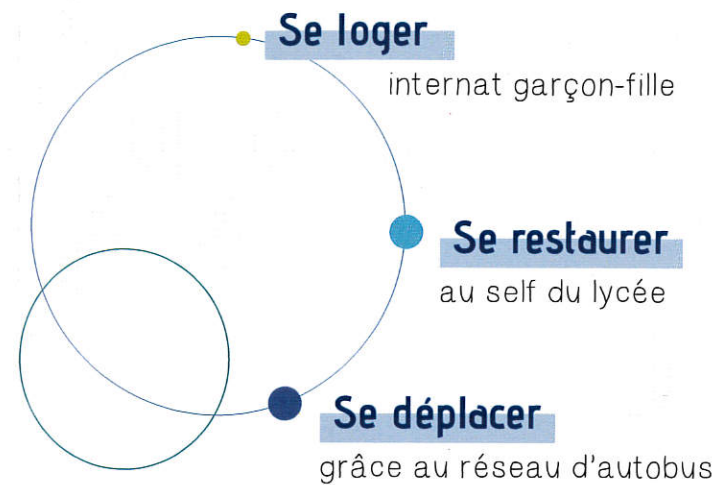 Se loger
internat garçon-fille
Se restaurer
au self du lycée
Se déplacer
grâce au réseau d'autobus